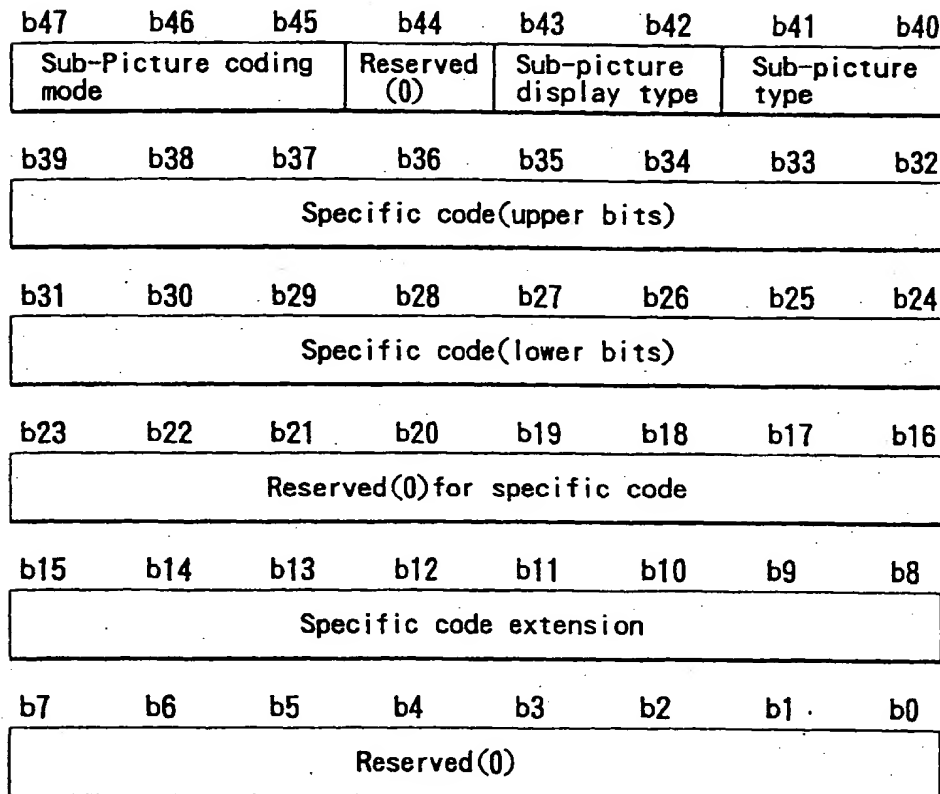 b47 b46 b45 b44 b43 b42 b41 b40
Sub-Picture coding mode Reserved (0) Sub-picture display type Sub-picture type
b39 b38 b37 b36 b35 b34 b33 b32
Specific code(upper bits)
b31 b30 b29 b28 b27 b26 b25 b24
Specific code(lower bits)
b23 b22 b21 b20 b19 b18 b17 b16
Reserved(0)for specific code
b15 b14 b13 b12 b11 b10 b9 b8
Specific code extension
b7 b6 b5 b4 b3 b2 b1 b0
Reserved(0)